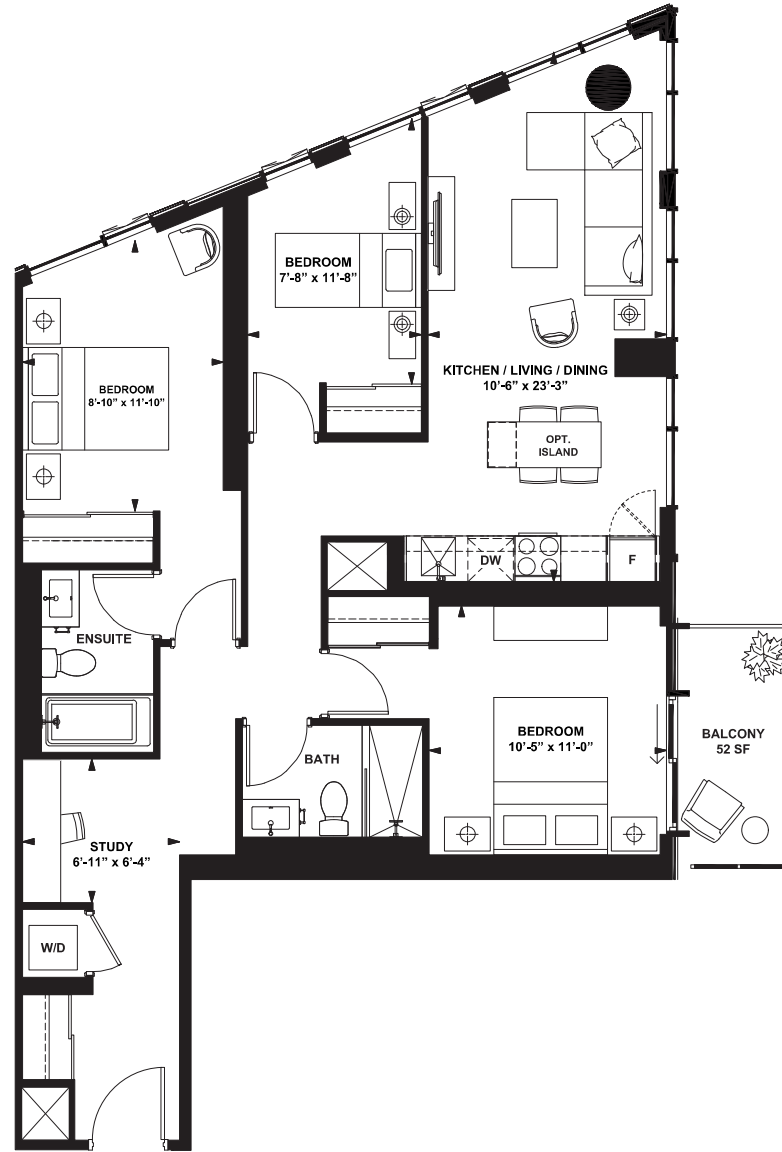 BEDROOM
7'-8" x 11'-8"
KITCHEN / LIVING / DINING
10'-6" x 23'-3"
BEDROOM
8'-10" x 11'-10"
OPT.
ISLAND
DW
F
ENSUITE
BEDROOM
10'-5" x 11'-0"
BALCONY
52 SF
BATH
STUDY
6'-11" x 6'-4"
W/D